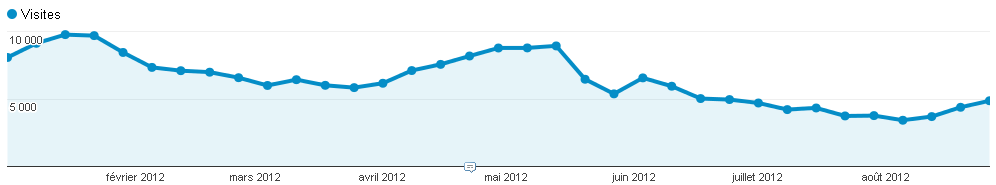 Visites
10 000
5 000
février 2012
mars 2012
avril 2012
mai 2012
juin 2012
juillet 2012
août 2012